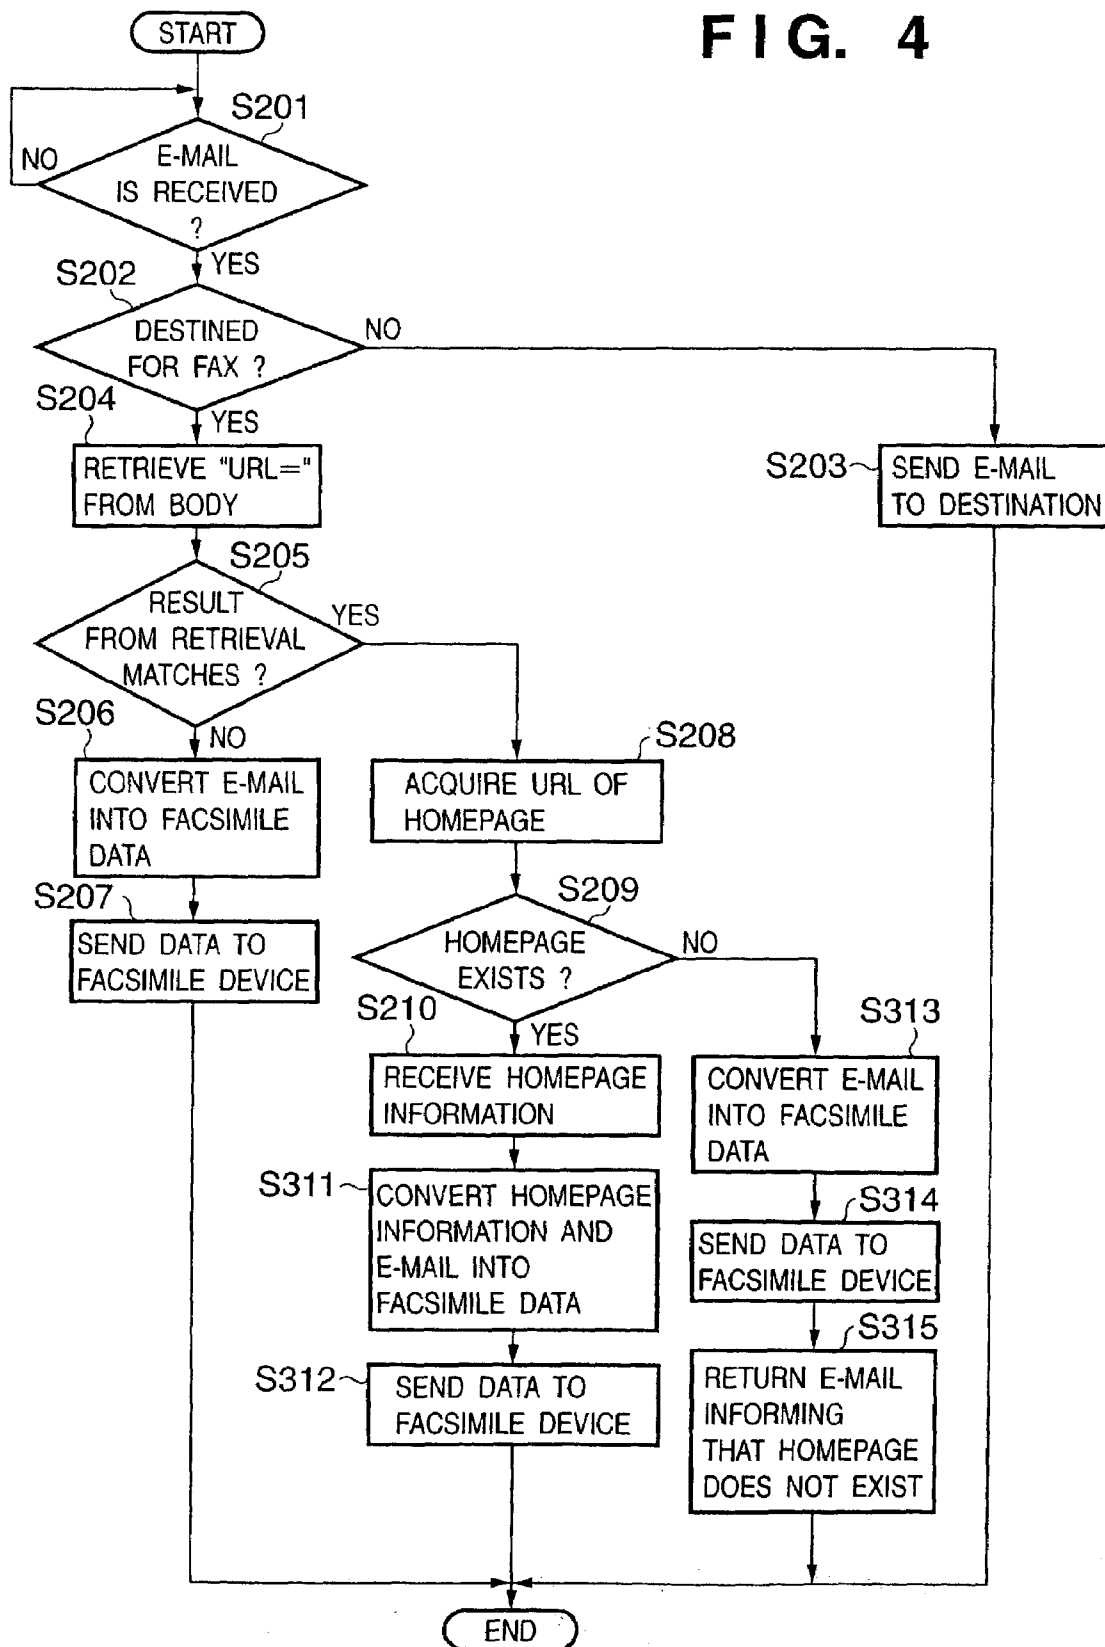 FIG. 4
START
S201
E-MAIL
IS RECEIVED
?
NO
YES
S202
DESTINED
FOR FAX ?
NO
YES
S203
SEND E-MAIL
TO DESTINATION
S204
RETRIEVE "URL="
FROM BODY
S205
RESULT
FROM RETRIEVAL
MATCHES ?
YES
NO
S206
CONVERT E-MAIL
INTO FACSIMILE
DATA
S207
SEND DATA TO
FACSIMILE DEVICE
S208
ACQUIRE URL OF
HOMEPAGE
S209
HOMEPAGE
EXISTS ?
NO
YES
S210
RECEIVE HOMEPAGE
INFORMATION
S311
CONVERT HOMEPAGE
INFORMATION AND
E-MAIL INTO
FACSIMILE DATA
S312
SEND DATA TO
FACSIMILE DEVICE
S313
CONVERT E-MAIL
INTO FACSIMILE
DATA
S314
SEND DATA TO
FACSIMILE DEVICE
S315
RETURN E-MAIL
INFORMING
THAT HOMEPAGE
DOES NOT EXIST
END